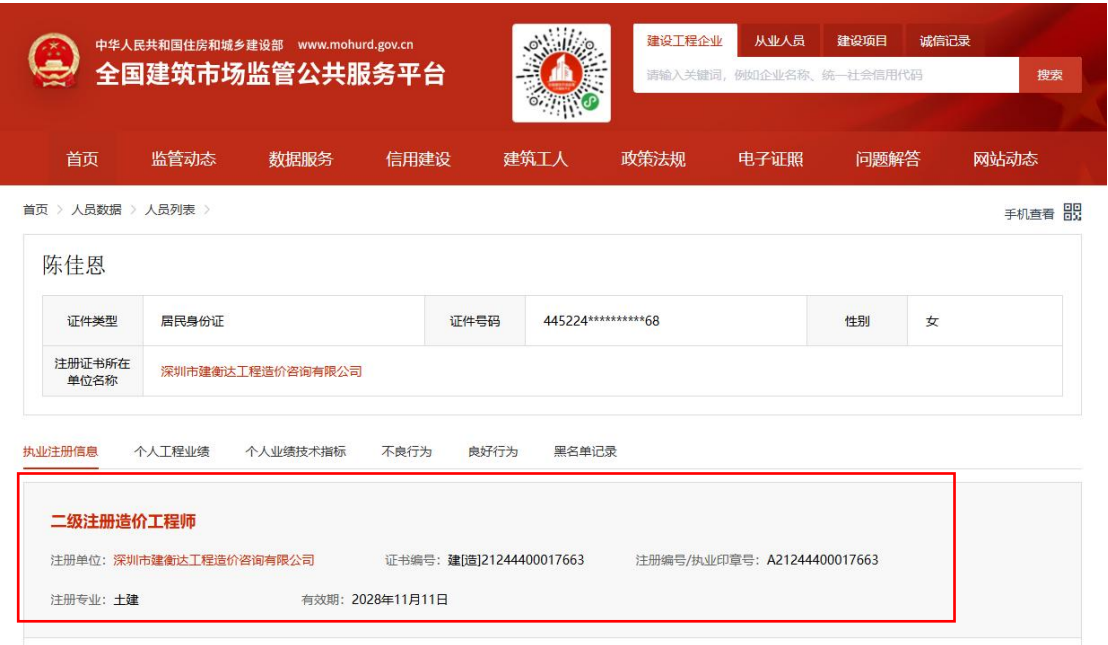 中华人民共和国住房和城乡建设部 www.mohurd.gov.cn
全国建筑市场监管公共服务平台
建设工程企业 从业人员 建设项目 诚信记录
请输入关键词，例如企业名称、统一社会信用代码 搜索
首页 监管动态 数据服务 信用建设 建筑工人 政策法规 电子证照 问题解答 网站动态
首页 > 人员数据 > 人员列表 >
手机查看
陈佳恩
证件类型 居民身份证 证件号码 445224**********68 性别 女
注册证书所在
单位名称
深圳市建衡达工程造价咨询有限公司
执业注册信息 个人工程业绩 个人业绩技术指标 不良行为 良好行为 黑名单记录
二级注册造价工程师
注册单位：深圳市建衡达工程造价咨询有限公司 证书编号：建[造]21244400017663 注册编号/执业印章号：A21244400017663
注册专业：土建 有效期：2028年11月11日